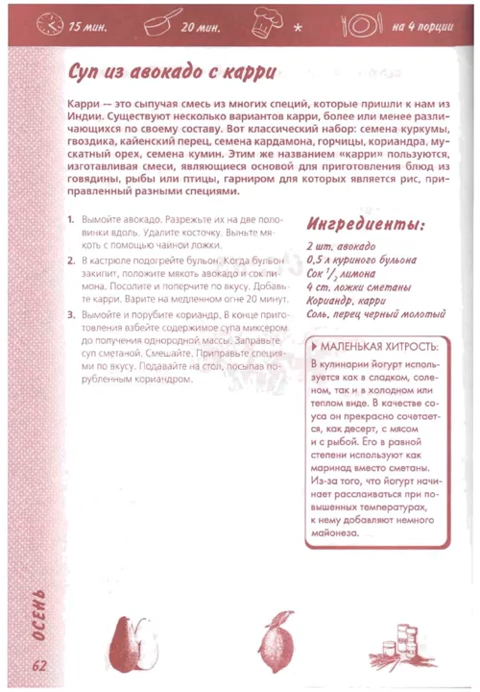 15 мин.
20 мин.
*
на 4 порции
Суп из авокадо с карри
Карри — это сыпучая смесь из многих специй, которые пришли к нам из
Индии. Существуют несколько вариантов карри, более или менее разли-
чающихся по своему составу. Вот классический набор: семена куркумы,
гвоздика, кайенский перец, семена кардамона, горчицы, кориандра, му-
скатный орех, семена кумин. Этим же названием «карри» пользуются,
изготавливая смеси, являющиеся основой для приготовления блюд из
говядины, рыбы или птицы, гарниром для которых является рис, при-
правленный разными специями.
1. Вымойте авокадо. Разрежьте их на две поло-
винки вдоль. Удалите косточку. Выньте мя-
коть с помощью чайной ложки.
2. В кастрюле подогрейте бульон. Когда бульон
закипит, положите мякоть авокадо и сок ли-
мона. Посолите и поперчите по вкусу. Добавь-
те карри. Варите на медленном огне 20 минут.
3. Вымойте и порубите кориандр. В конце приго-
товления взбейте содержимое супа миксером
до получения однородной массы. Заправьте
суп сметаной. Смешайте. Приправьте специя-
ми по вкусу. Подавайте на стол, посыпав по-
рубленным кориандром.
Ингредиенты:
2 шт. авокадо
0,5 л куриного бульона
Сок 1/2 лимона
4 ст. ложки сметаны
Кориандр, карри
Соль, перец черный молотый
МАЛЕНЬКАЯ ХИТРОСТЬ:
В кулинарии йогурт исполь-
зуется как в сладком, соле-
ном, так и в холодном или
теплом виде. В качестве со-
уса он прекрасно сочетает-
ся, как десерт, с мясом
и с рыбой. Его в равной
степени используют как
маринад вместо сметаны.
Из-за того, что йогурт начи-
нает расслаиваться при по-
вышенных температурах,
к нему добавляют немного
майонеза.
ОСЕНЬ
62